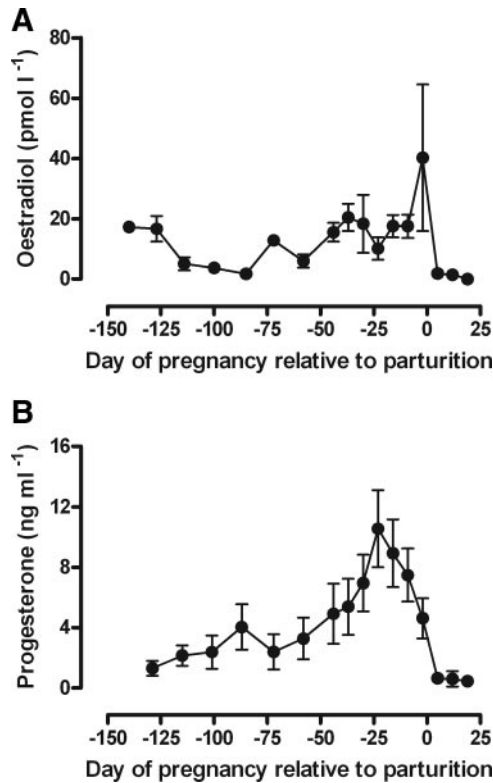 A
Oestradiol (pmol l⁻¹)
80
60
40
20
0
-150 -125 -100 -75 -50 -25 0 25
Day of pregnancy relative to parturition
B
Progesterone (ng ml⁻¹)
16
12
8
4
0
-150 -125 -100 -75 -50 -25 0 25
Day of pregnancy relative to parturition